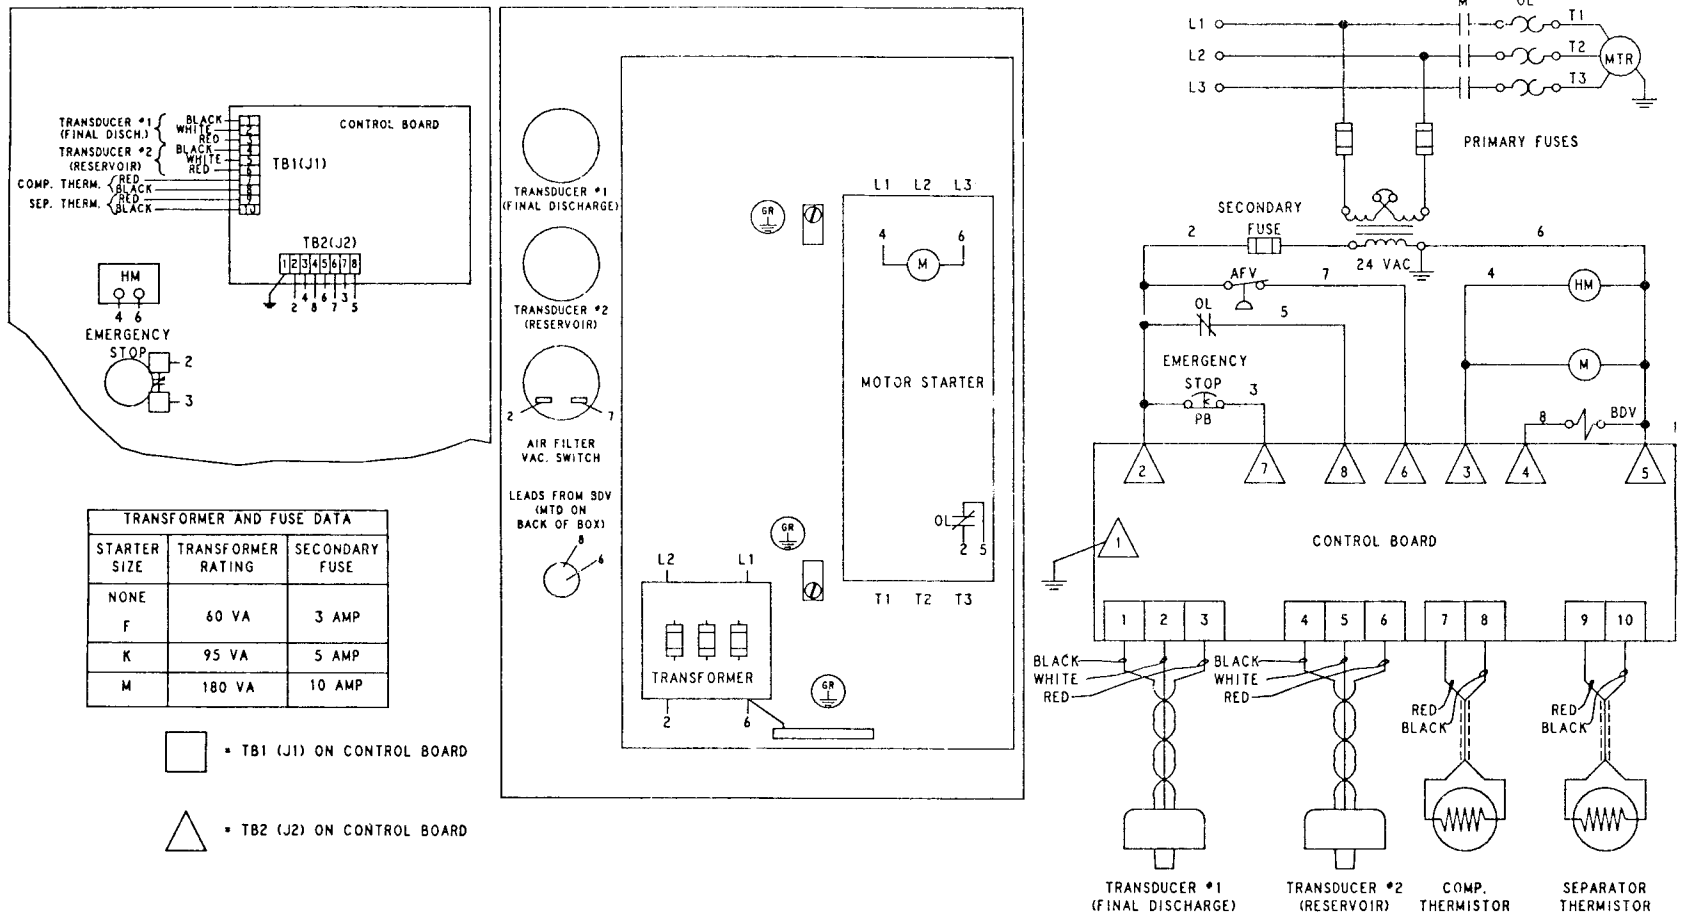 TRANSDUCER #1
(FINAL DISCH.)
TRANSDUCER #2
(RESERVOIR)
COMP. THERM.
SEP. THERM.
BLACK
WHITE
RED
BLACK
WHITE
RED
RED
BLACK
RED
BLACK
1
2
3
4
5
6
7
8
9
10
TB1(J1)
CONTROL BOARD
TB2(J2)
1 2 3 4 5 6 7 8
2 4 8 6 7 3 5
HM
4 6
EMERGENCY
STOP
2
3
TRANSFORMER AND FUSE DATA
STARTER SIZE TRANSFORMER RATING SECONDARY FUSE
NONE
F 60 VA 3 AMP
K 95 VA 5 AMP
M 180 VA 10 AMP
= TB1 (J1) ON CONTROL BOARD
= TB2 (J2) ON CONTROL BOARD
TRANSDUCER #1
(FINAL DISCHARGE)
TRANSDUCER #2
(RESERVOIR)
2 7
AIR FILTER
VAC. SWITCH
LEADS FROM BDV
(MTD ON
BACK OF BOX)
8
6
GR
L1 L2 L3
4 6
M
MOTOR STARTER
OL
2 5
T1 T2 T3
GR
L2 L1
TRANSFORMER
2 6
GR
M OL
L1 T1
L2 T2
L3 T3
MTR
PRIMARY FUSES
SECONDARY
FUSE
2 6
24 VAC
AFV 7
4 HM
OL 5
EMERGENCY
STOP
PB
3
M
8 BDV
1
2 7 8 6 3 4 5
1
CONTROL BOARD
1 2 3 4 5 6 7 8 9 10
BLACK
WHITE
RED
BLACK
WHITE
RED
RED
BLACK
RED
BLACK
TRANSDUCER #1
(FINAL DISCHARGE)
TRANSDUCER #2
(RESERVOIR)
COMP.
THERMISTOR
SEPARATOR
THERMISTOR